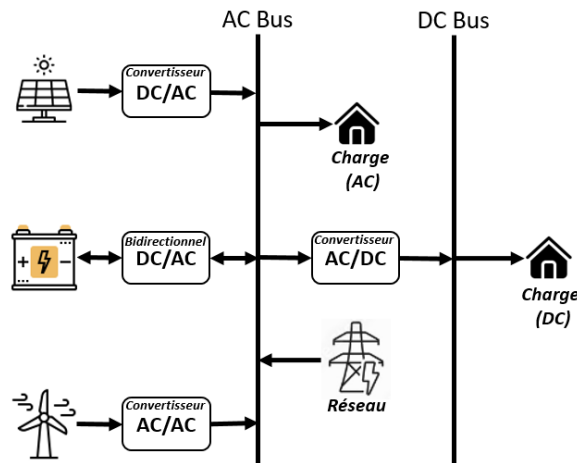 AC Bus
DC Bus
Convertisseur
DC/AC
Charge
(AC)
+ -
Bidirectionnel
DC/AC
Convertisseur
AC/DC
Charge
(DC)
Réseau
Convertisseur
AC/AC